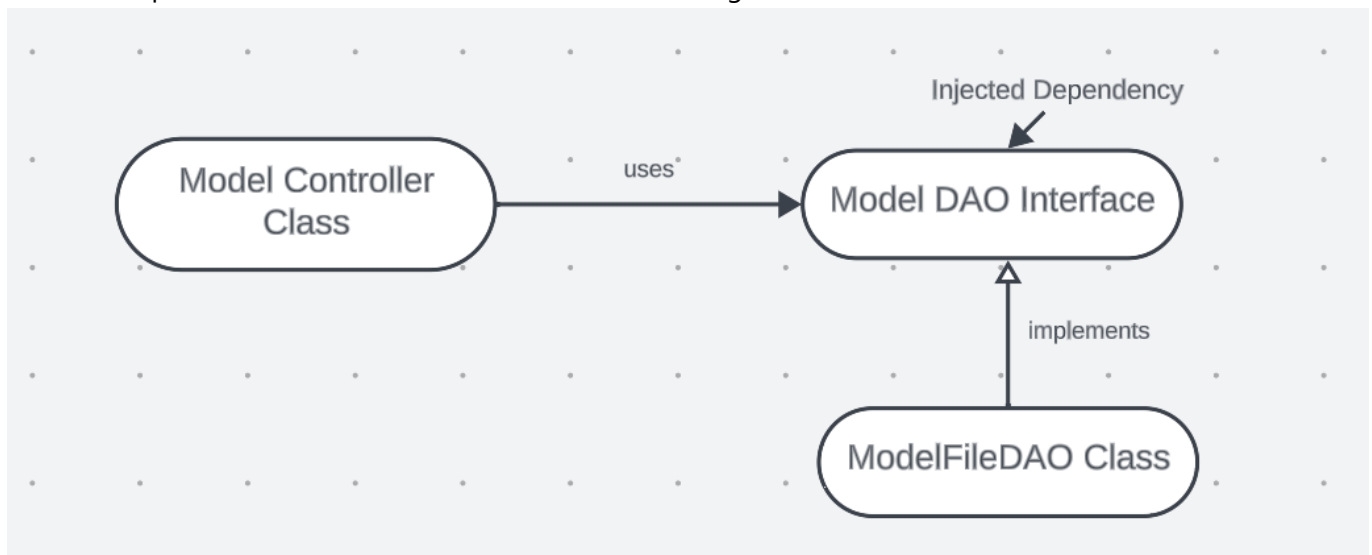 Injected Dependency
Model Controller
Class
uses
Model DAO Interface
implements
ModelFileDAO Class